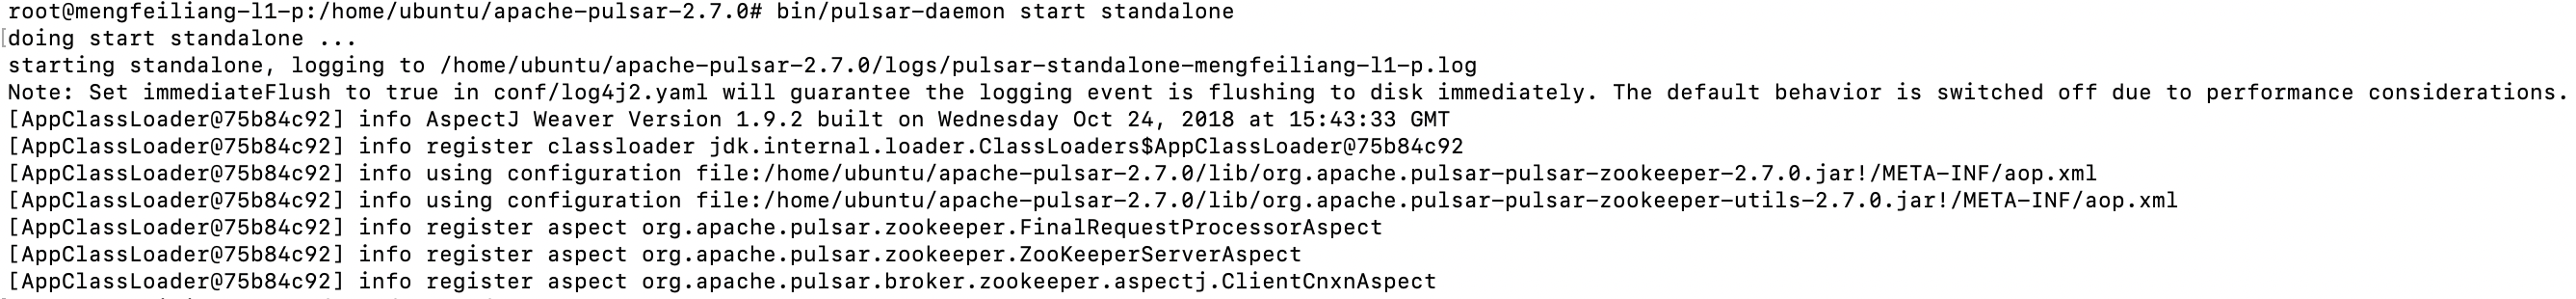 root@mengfeiliang-l1-p:/home/ubuntu/apache-pulsar-2.7.0# bin/pulsar-daemon start standalone
[doing start standalone ...
starting standalone, logging to /home/ubuntu/apache-pulsar-2.7.0/logs/pulsar-standalone-mengfeiliang-l1-p.log
Note: Set immediateFlush to true in conf/log4j2.yaml will guarantee the logging event is flushing to disk immediately. The default behavior is switched off due to performance considerations.
[AppClassLoader@75b84c92] info AspectJ Weaver Version 1.9.2 built on Wednesday Oct 24, 2018 at 15:43:33 GMT
[AppClassLoader@75b84c92] info register classloader jdk.internal.loader.ClassLoaders$AppClassLoader@75b84c92
[AppClassLoader@75b84c92] info using configuration file:/home/ubuntu/apache-pulsar-2.7.0/lib/org.apache.pulsar-pulsar-zookeeper-2.7.0.jar!/META-INF/aop.xml
[AppClassLoader@75b84c92] info using configuration file:/home/ubuntu/apache-pulsar-2.7.0/lib/org.apache.pulsar-pulsar-zookeeper-utils-2.7.0.jar!/META-INF/aop.xml
[AppClassLoader@75b84c92] info register aspect org.apache.pulsar.zookeeper.FinalRequestProcessorAspect
[AppClassLoader@75b84c92] info register aspect org.apache.pulsar.zookeeper.ZooKeeperServerAspect
[AppClassLoader@75b84c92] info register aspect org.apache.pulsar.broker.zookeeper.aspectj.ClientCnxnAspect